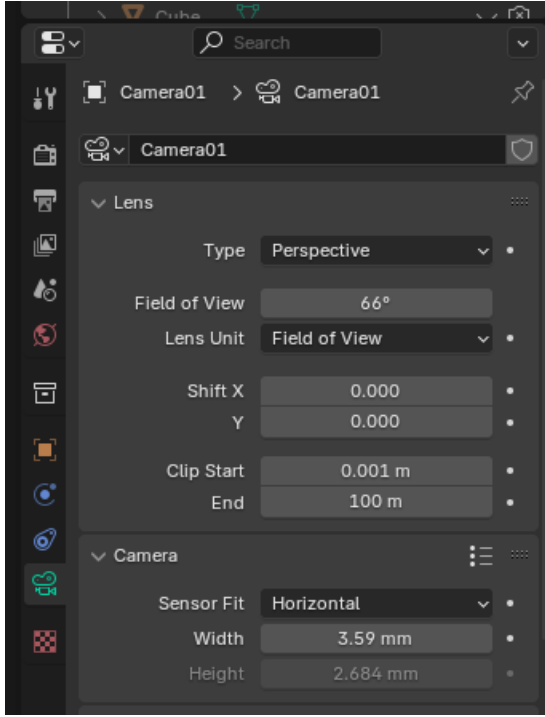 Cube
Search
Camera01 > Camera01
Camera01
Lens
Type Perspective
Field of View 66°
Lens Unit Field of View
Shift X 0.000
Y 0.000
Clip Start 0.001 m
End 100 m
Camera
Sensor Fit Horizontal
Width 3.59 mm
Height 2.684 mm